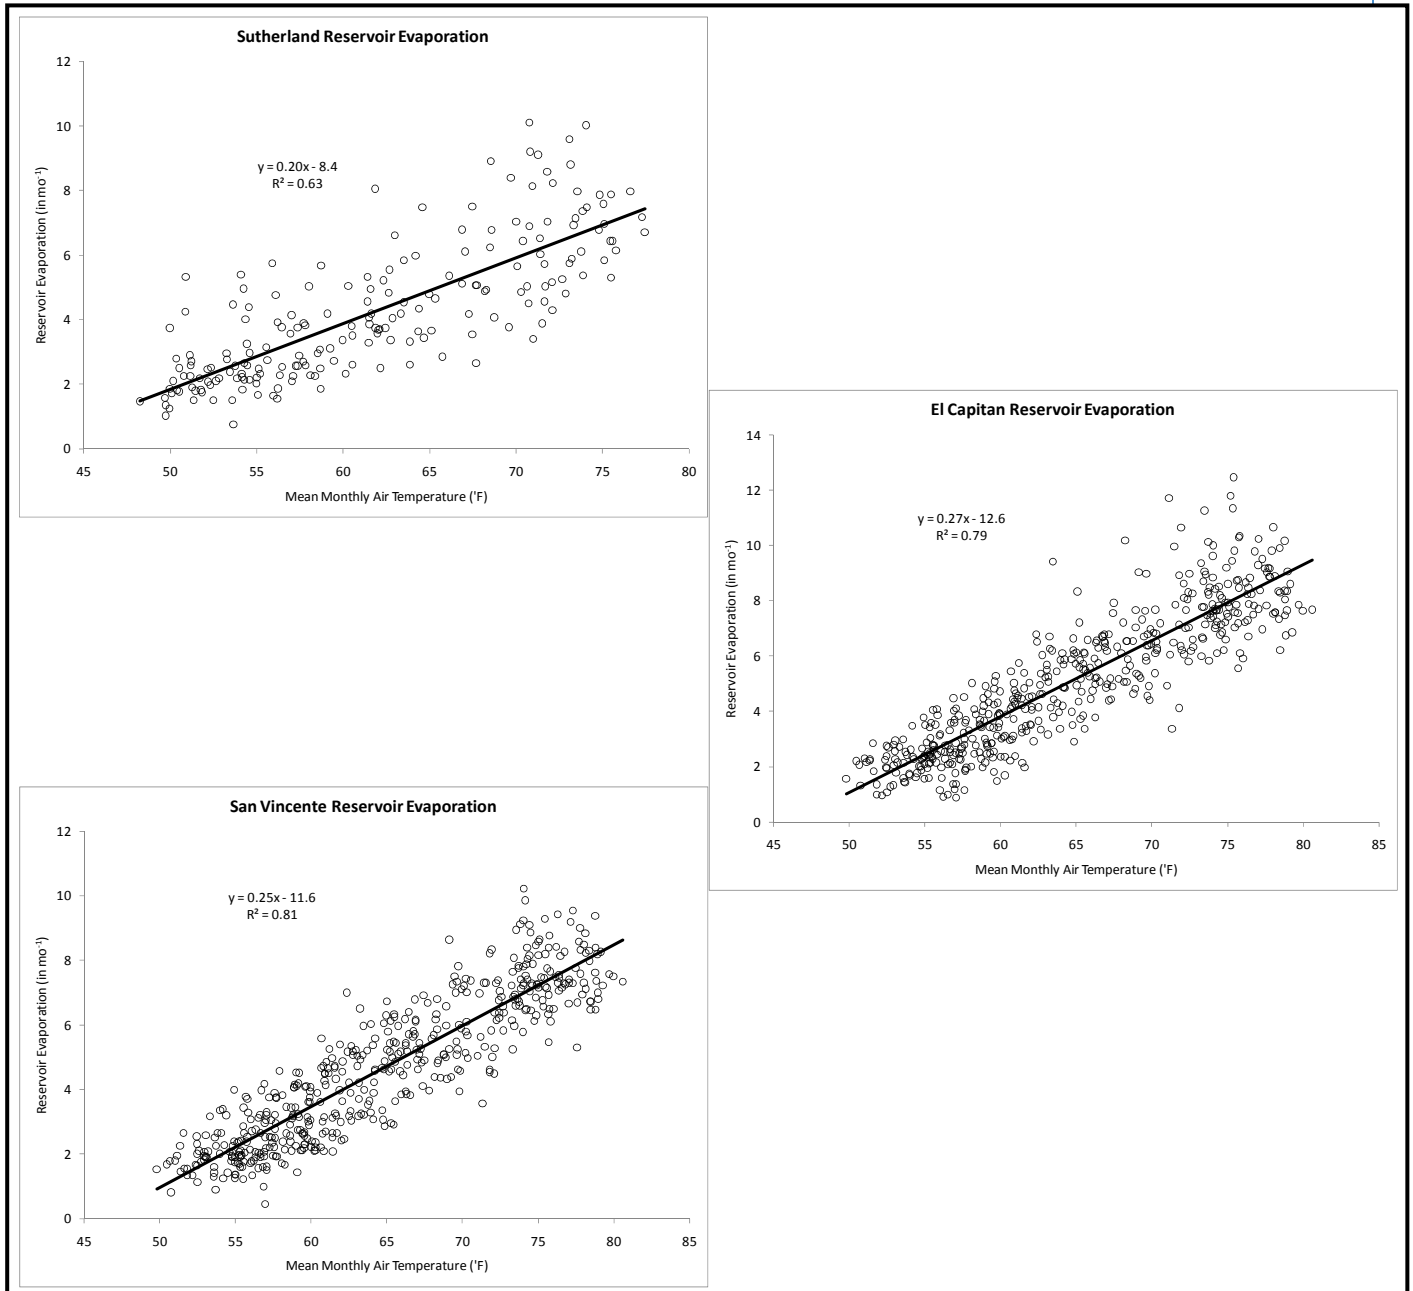 Sutherland Reservoir Evaporation
12
10
8
6
4
2
0
Reservoir Evaporation (in mo⁻¹)
y = 0.20x - 8.4
R² = 0.63
45 50 55 60 65 70 75 80
Mean Monthly Air Temperature ('F)
El Capitan Reservoir Evaporation
14
12
10
8
6
4
2
0
Reservoir Evaporation (in mo⁻¹)
y = 0.27x - 12.6
R² = 0.79
45 50 55 60 65 70 75 80 85
Mean Monthly Air Temperature ('F)
San Vincente Reservoir Evaporation
12
10
8
6
4
2
0
Reservoir Evaporation (in mo⁻¹)
y = 0.25x - 11.6
R² = 0.81
45 50 55 60 65 70 75 80 85
Mean Monthly Air Temperature ('F)